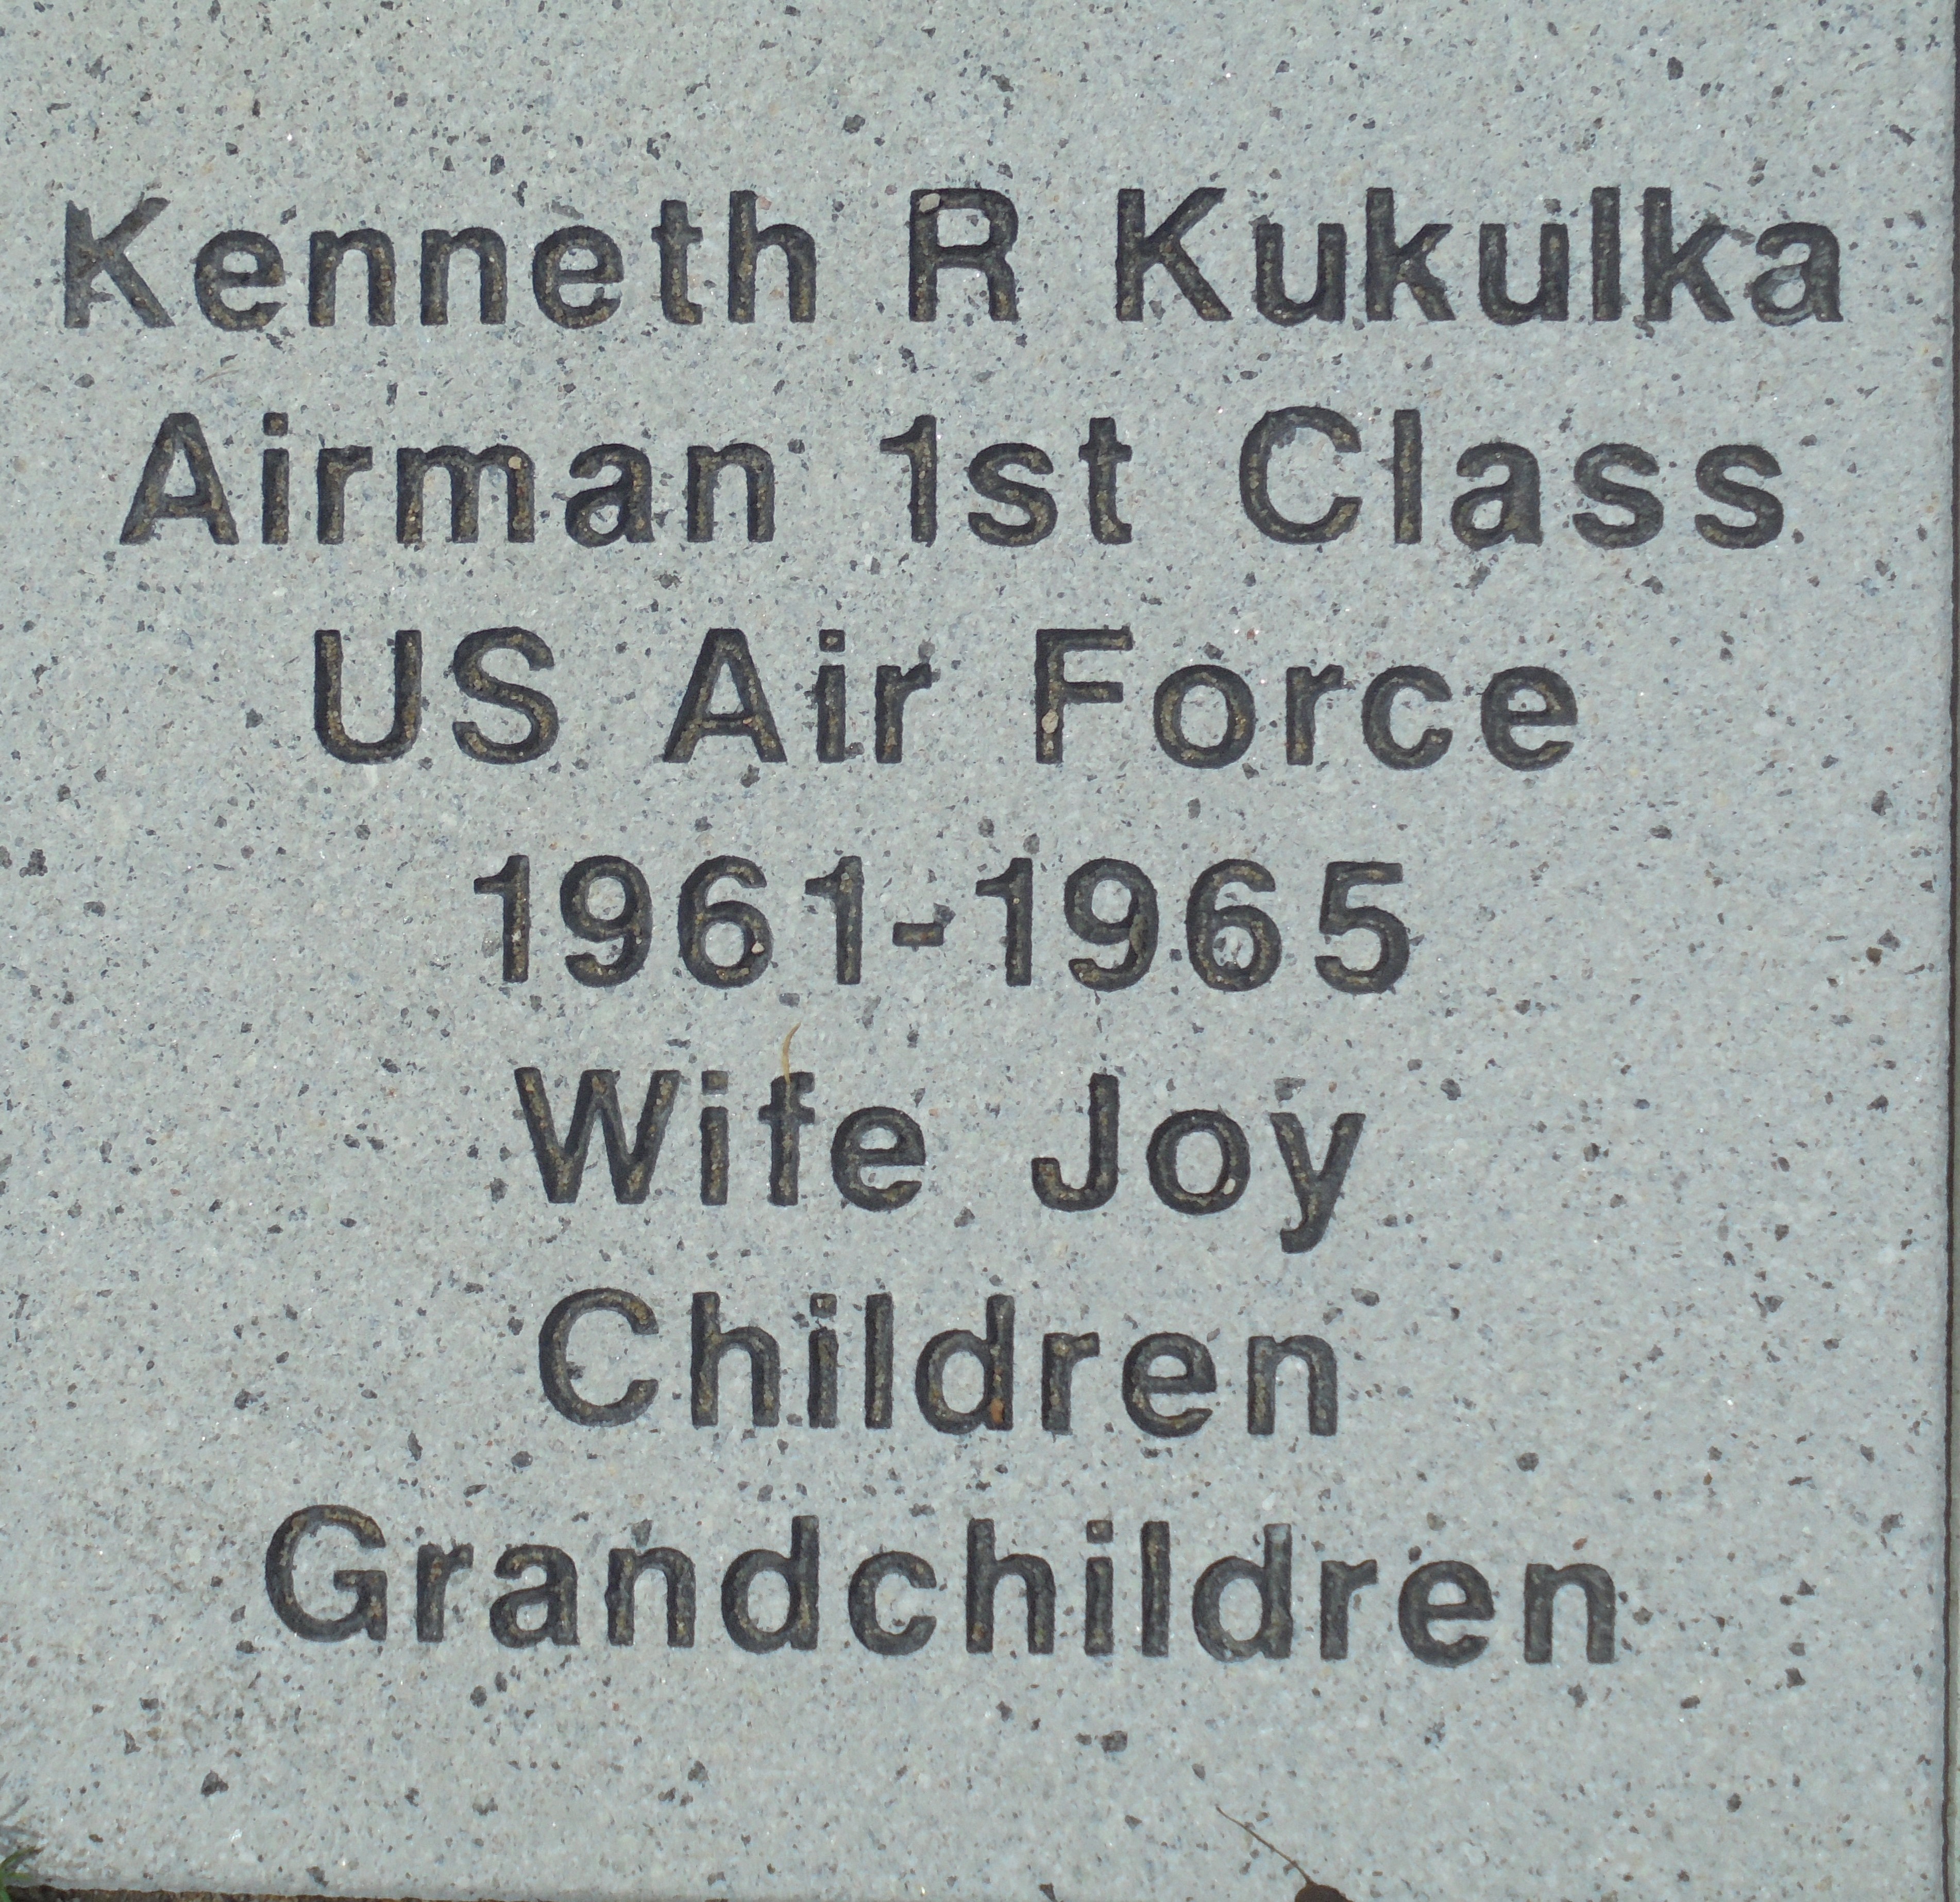 Kenneth R Kukulka
Airman 1st Class
US Air Force
1961-1965
Wife Joy
Children
Grandchildren